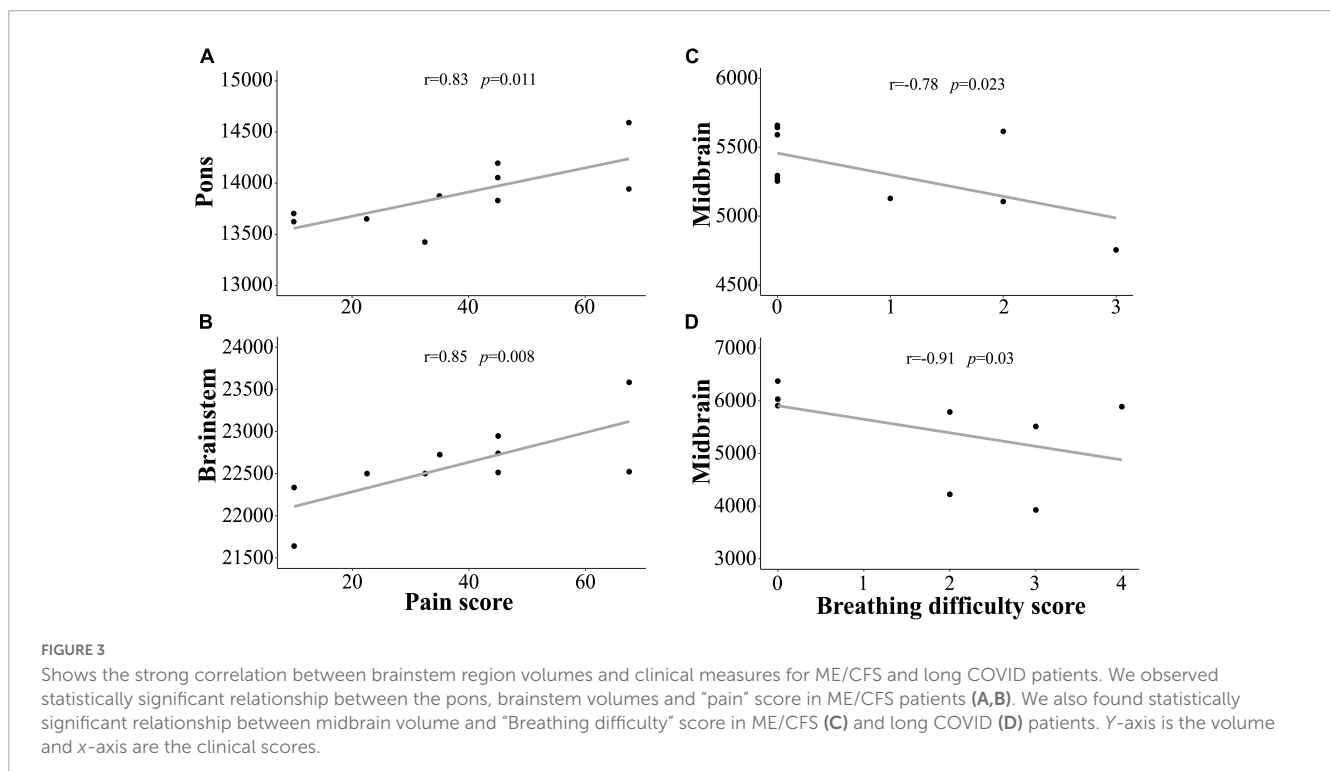 A
r=0.83 p=0.011
Pons
15000
14500
14000
13500
13000
20 40 60
B
r=0.85 p=0.008
Brainstem
24000
23500
23000
22500
22000
21500
20 40 60
Pain score
C
r=-0.78 p=0.023
Midbrain
6000
5500
5000
4500
0 1 2 3
D
r=-0.91 p=0.03
Midbrain
7000
6000
5000
4000
3000
0 1 2 3 4
Breathing difficulty score
FIGURE 3
Shows the strong correlation between brainstem region volumes and clinical measures for ME/CFS and long COVID patients. We observed
statistically significant relationship between the pons, brainstem volumes and “pain” score in ME/CFS patients (A,B). We also found statistically
significant relationship between midbrain volume and “Breathing difficulty” score in ME/CFS (C) and long COVID (D) patients. Y-axis is the volume
and x-axis are the clinical scores.